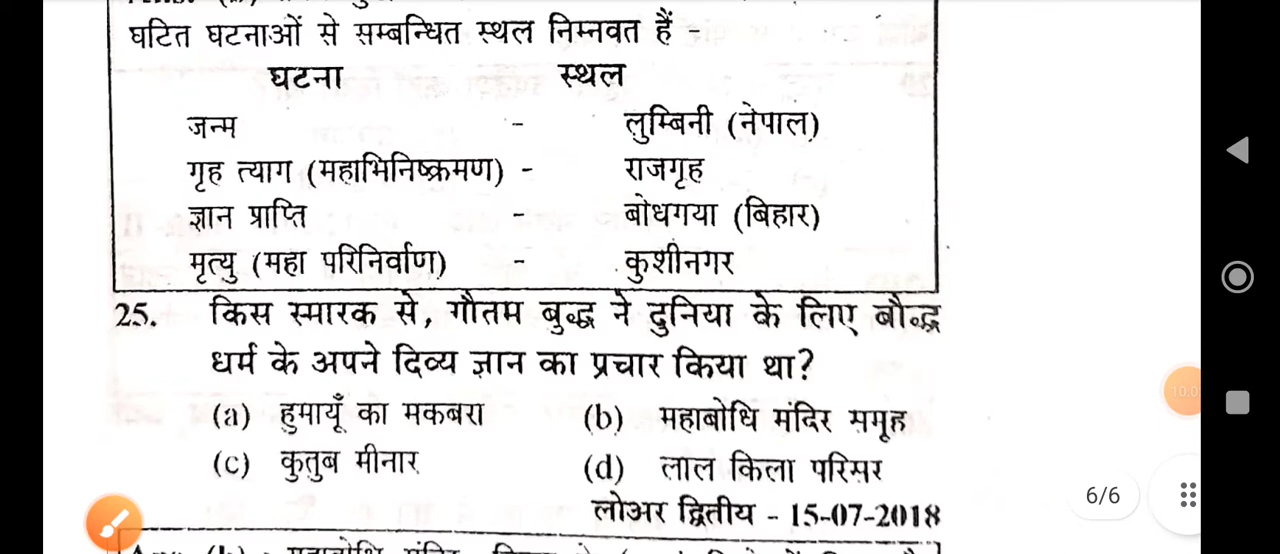 घटित घटनाओं से सम्बन्धित स्थल निम्नवत हैं -
घटना स्थल
जन्म - लुम्बिनी (नेपाल)
गृह त्याग (महाभिनिष्क्रमण) - राजगृह
ज्ञान प्राप्ति - बोधगया (बिहार)
मृत्यु (महा परिनिर्वाण) - कुशीनगर
25. किस स्मारक से, गौतम बुद्ध ने दुनिया के लिए बौद्ध
धर्म के अपने दिव्य ज्ञान का प्रचार किया था?
(a) हुमायूँ का मकबरा (b) महाबोधि मंदिर समूह
(c) कुतुब मीनार (d) लाल किला परिसर
लोअर द्वितीय - 15-07-2018
6/6